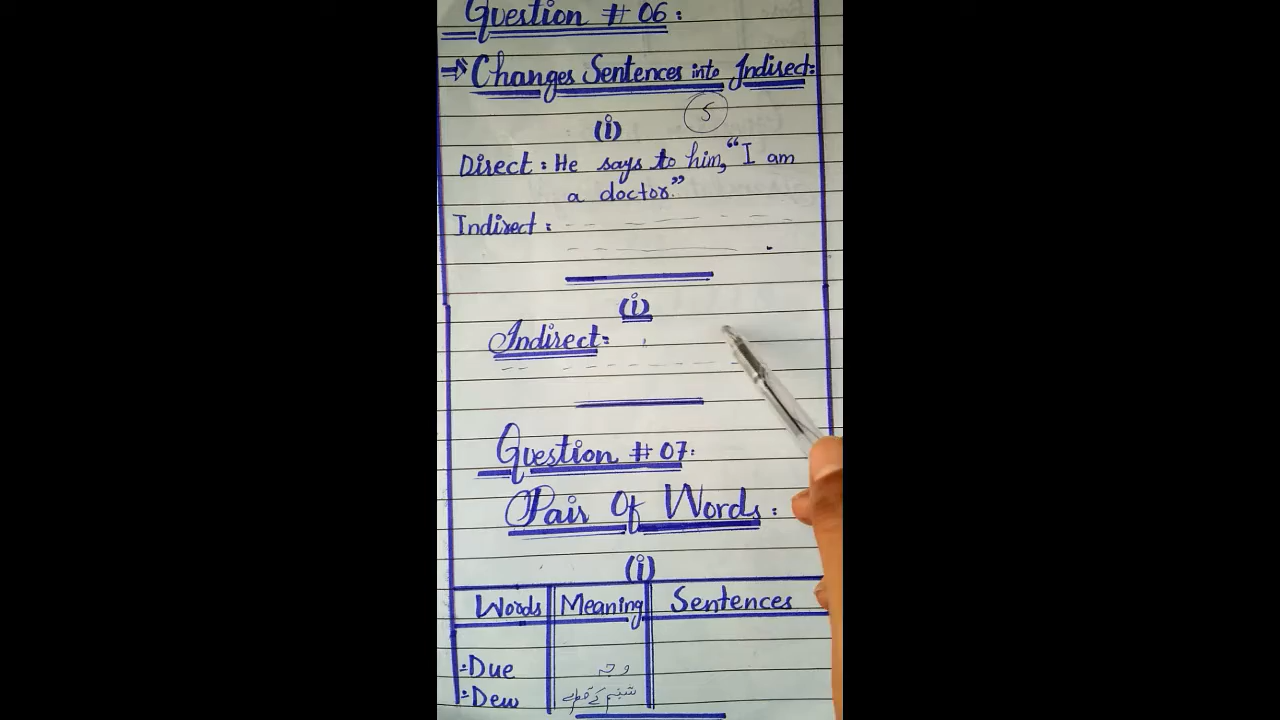 Question # 06:
⇒ Changes Sentences into Indirect:
5
(i)
Direct: He says to him, "I am
a doctor."
Indirect:
(i)
Indirect:
Question # 07:
Pair Of Words:
(i)
Words Meaning Sentences
:Due وجہ
:Dew شبنم کے قطرے